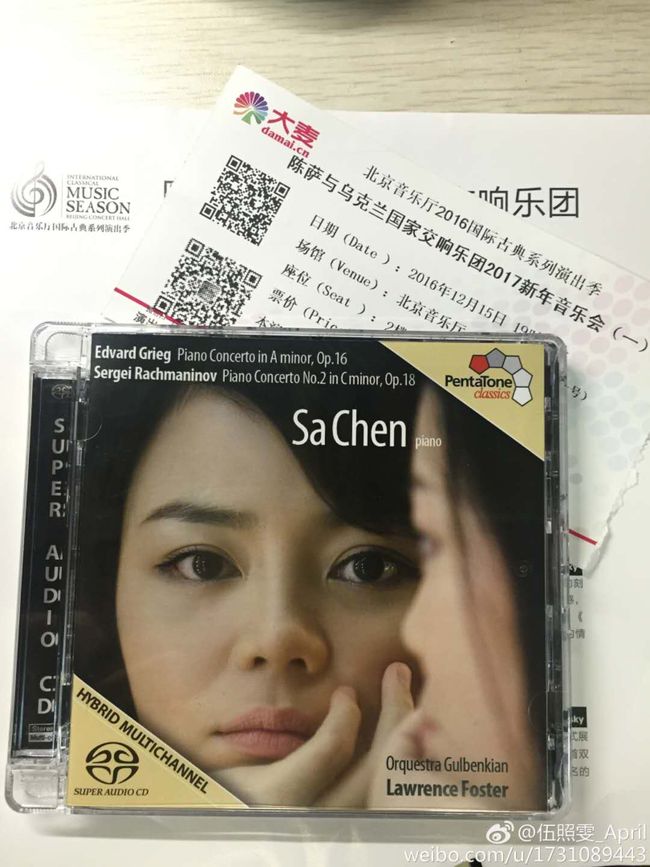 大麦
damai.cn
INTERNATIONAL
CLASSICAL
MUSIC
SEASON
BEIJING CONCERT HALL
北京音乐厅国际古典系列演出季
响乐团
北京音乐厅2016国际古典系列演出季
陈萨与乌克兰国家交响乐团2017新年音乐会（一）
日期（Date ）：2016年12月15日 19
场馆（Venue）：北京音乐厅
座位（Seat ）：2楼
票价（Pric
Edvard Grieg Piano Concerto in A minor, Op.16
Sergei Rachmaninov Piano Concerto No.2 in C minor, Op.18
PentaTone
classics
Sa Chen piano
SUPER AUDIO CD
HYBRID MULTICHANNEL
SUPER AUDIO CD
Orquestra Gulbenkian
Lawrence Foster
@伍照雯_April
weibo.com/u/1731089443